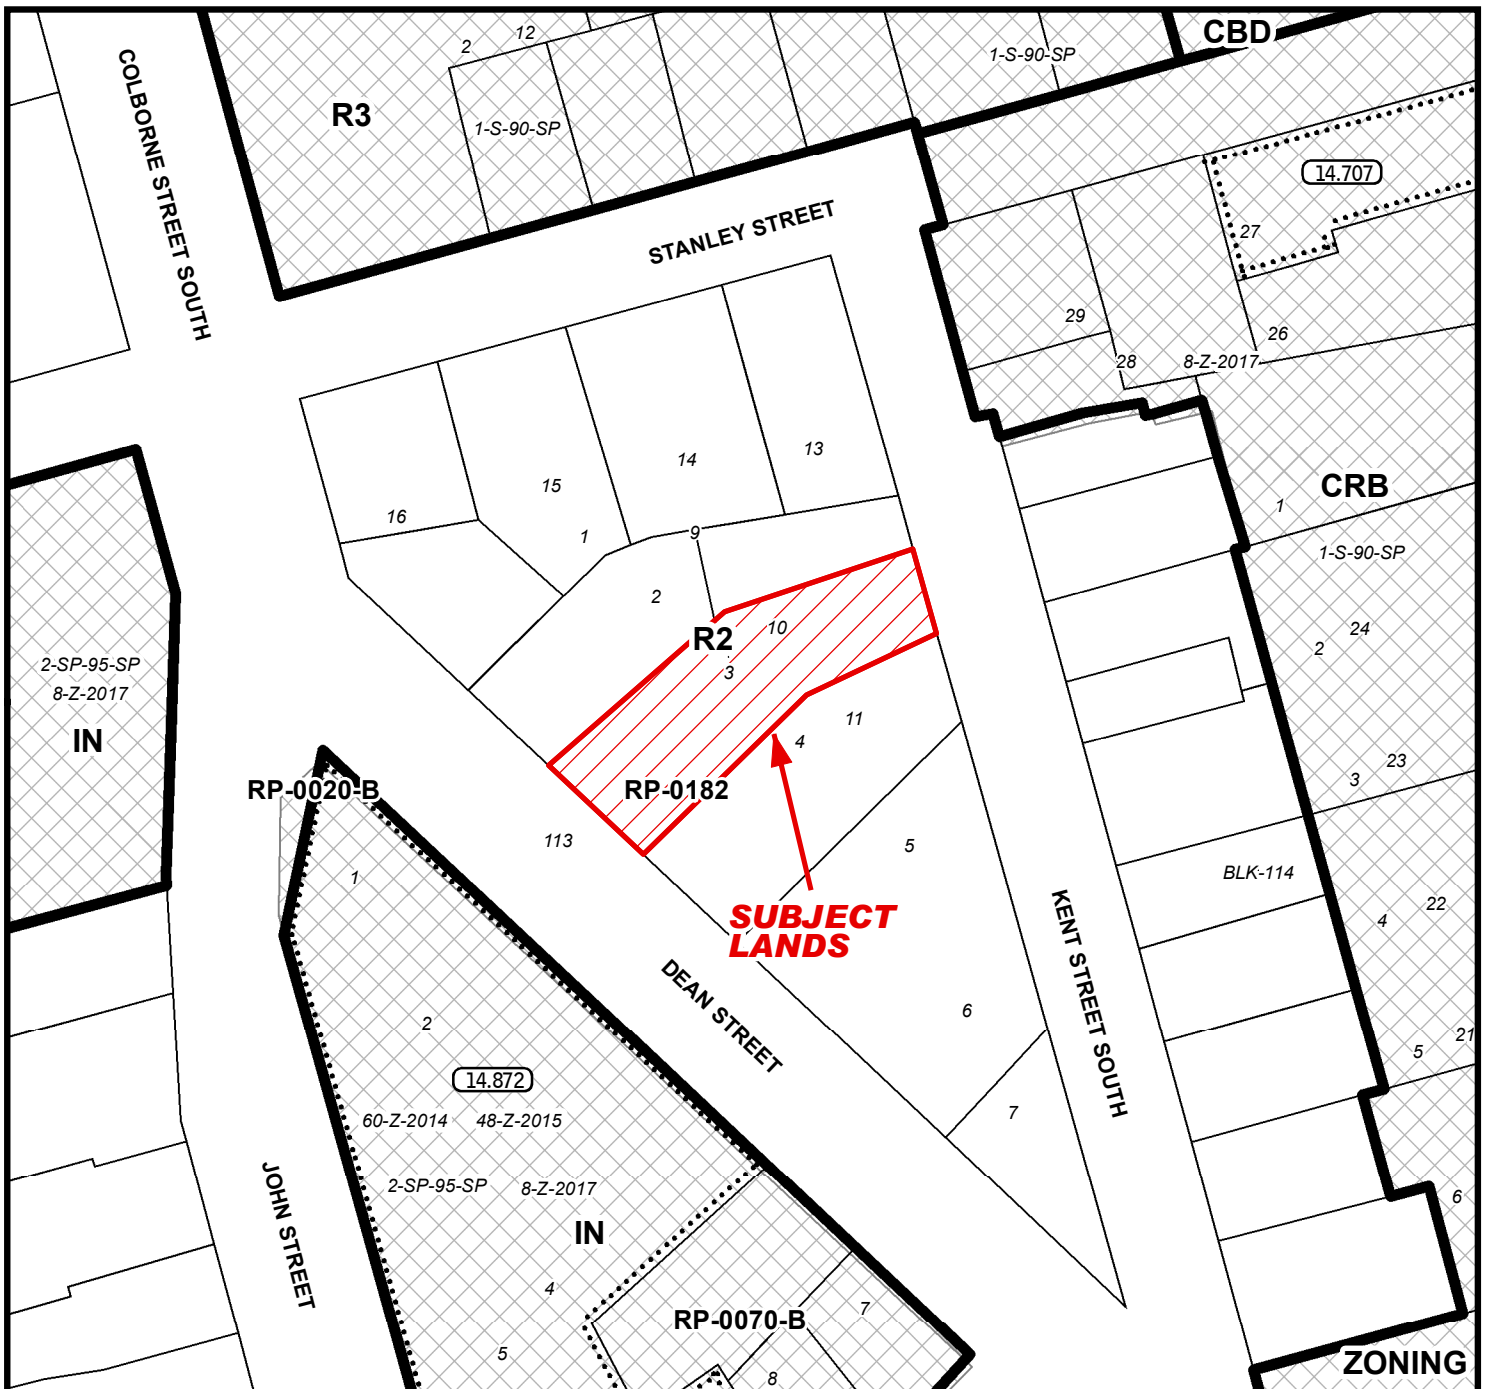 12
2
CBD
1-S-90-SP
R3
1-S-90-SP
COLBORNE STREET SOUTH
14.707
STANLEY STREET
27
29
26
28
8-Z-2017
13
14
15
16
CRB
1
1
9
1-S-90-SP
2
10
24
R2
2
3
2-SP-95-SP
8-Z-2017
11
4
IN
23
3
RP-0020-B
RP-0182
113
5
1
BLK-114
22
4
SUBJECT
LANDS
KENT STREET SOUTH
DEAN STREET
6
2
21
5
14.872
7
60-Z-2014
48-Z-2015
2-SP-95-SP
8-Z-2017
6
JOHN STREET
IN
4
7
RP-0070-B
5
8
ZONING